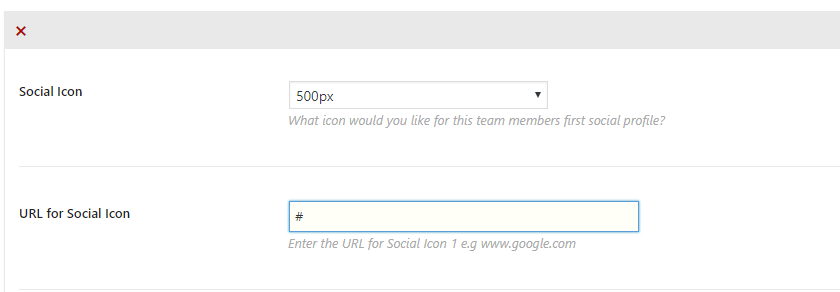 Social Icon
500px
What icon would you like for this team members first social profile?
URL for Social Icon
#
Enter the URL for Social Icon 1 e.g www.google.com